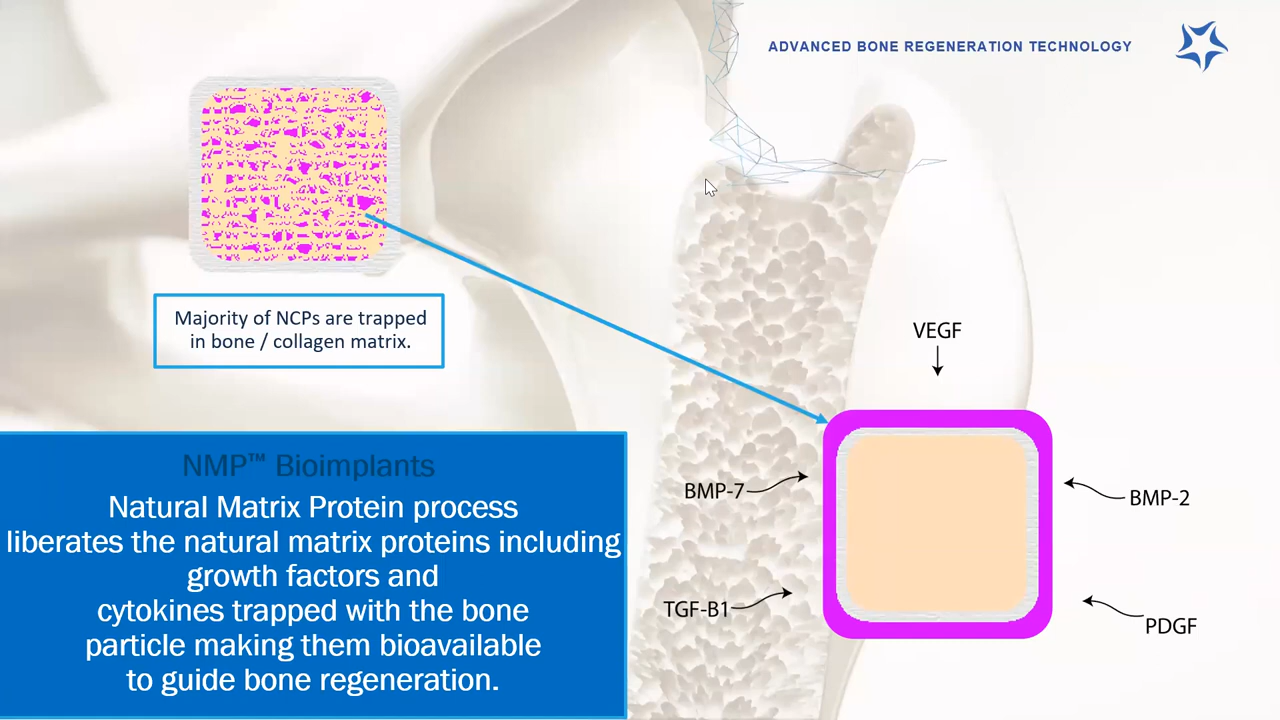 ADVANCED BONE REGENERATION TECHNOLOGY
Majority of NCPs are trapped
in bone / collagen matrix.
VEGF
BMP-7
BMP-2
TGF-B1
PDGF
NMP™ Bioimplants
Natural Matrix Protein process
liberates the natural matrix proteins including
growth factors and
cytokines trapped with the bone
particle making them bioavailable
to guide bone regeneration.